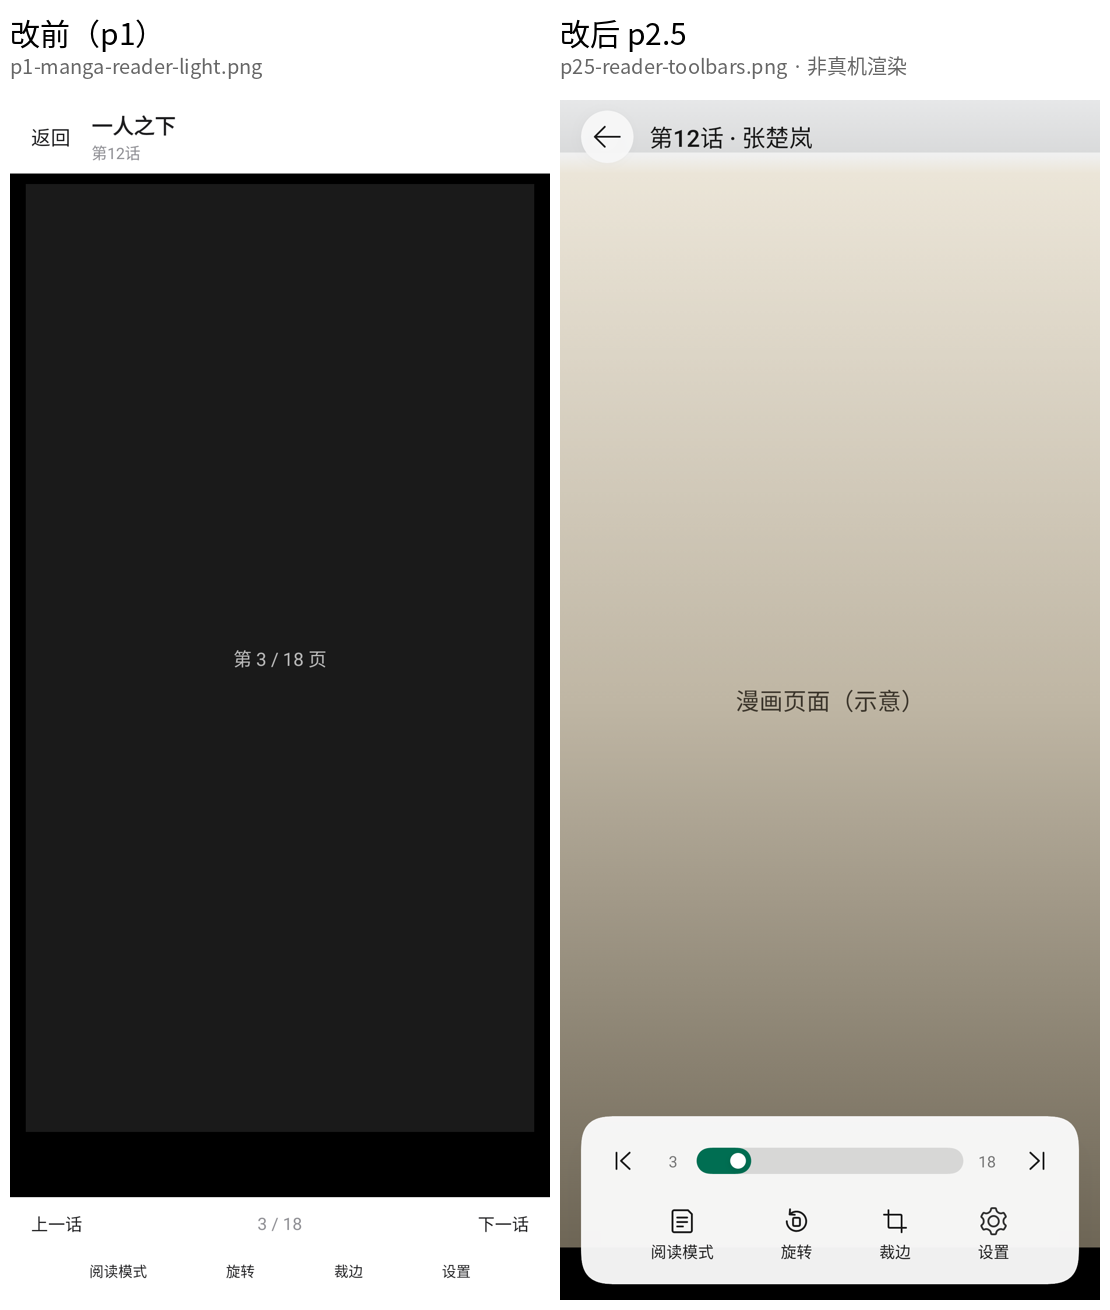 改前（p1）
p1-manga-reader-light.png
返回
一人之下
第12话
第 3 / 18 页
上一话
3 / 18
下一话
阅读模式
旋转
裁边
设置
改后 p2.5
p25-reader-toolbars.png · 非真机渲染
第12话 · 张楚岚
漫画页面（示意）
3
18
阅读模式
旋转
裁边
设置